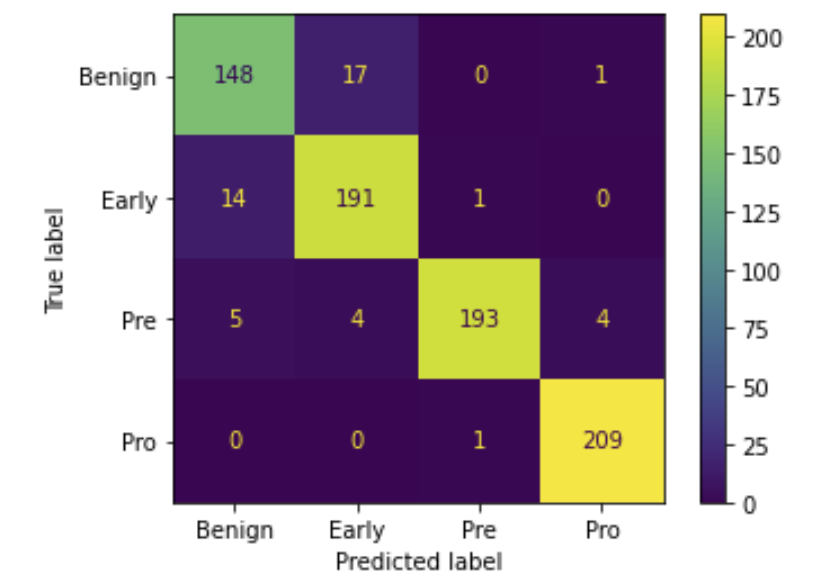 Benign 148 17 0 1
Early 14 191 1 0
Pre 5 4 193 4
Pro 0 0 1 209
Benign Early Pre Pro
Predicted label
True label
200
175
150
125
100
75
50
25
0